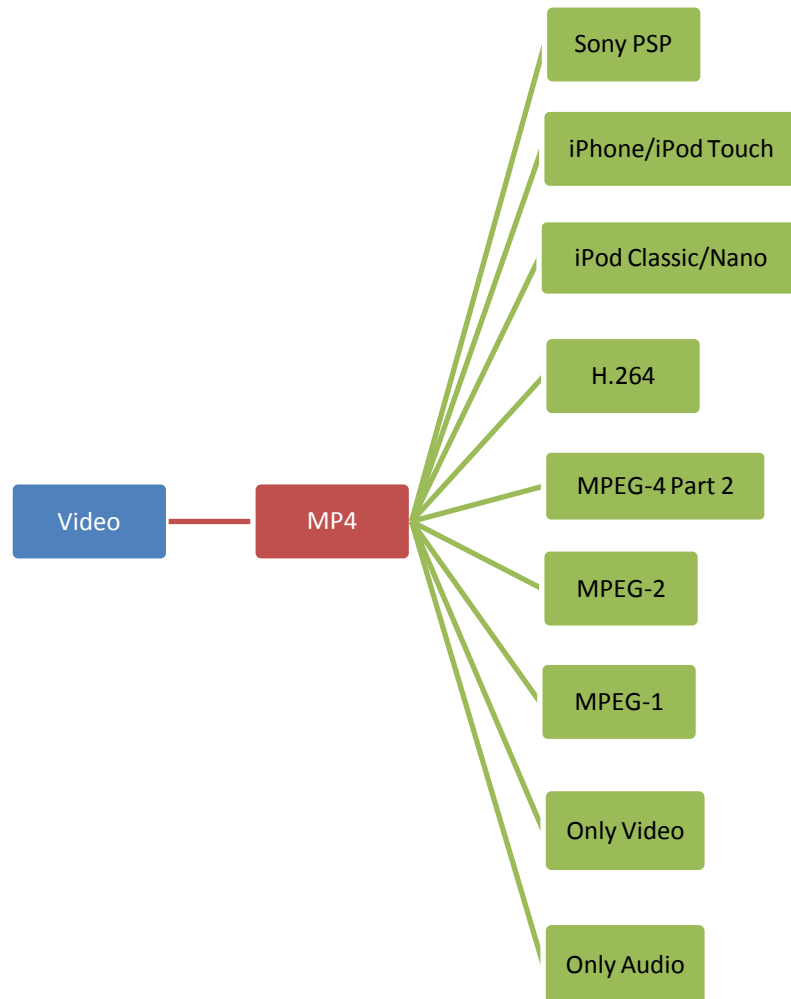 Sony PSP
iPhone/iPod Touch
iPod Classic/Nano
H.264
MPEG-4 Part 2
Video
MP4
MPEG-2
MPEG-1
Only Video
Only Audio